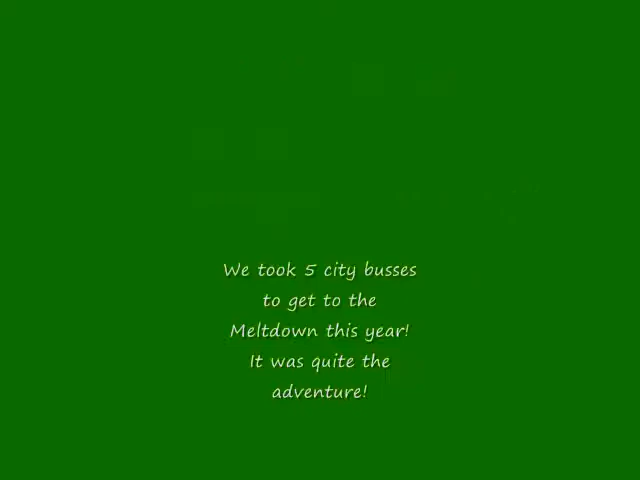 We took 5 city busses
to get to the
Meltdown this year!
It was quite the
adventure!